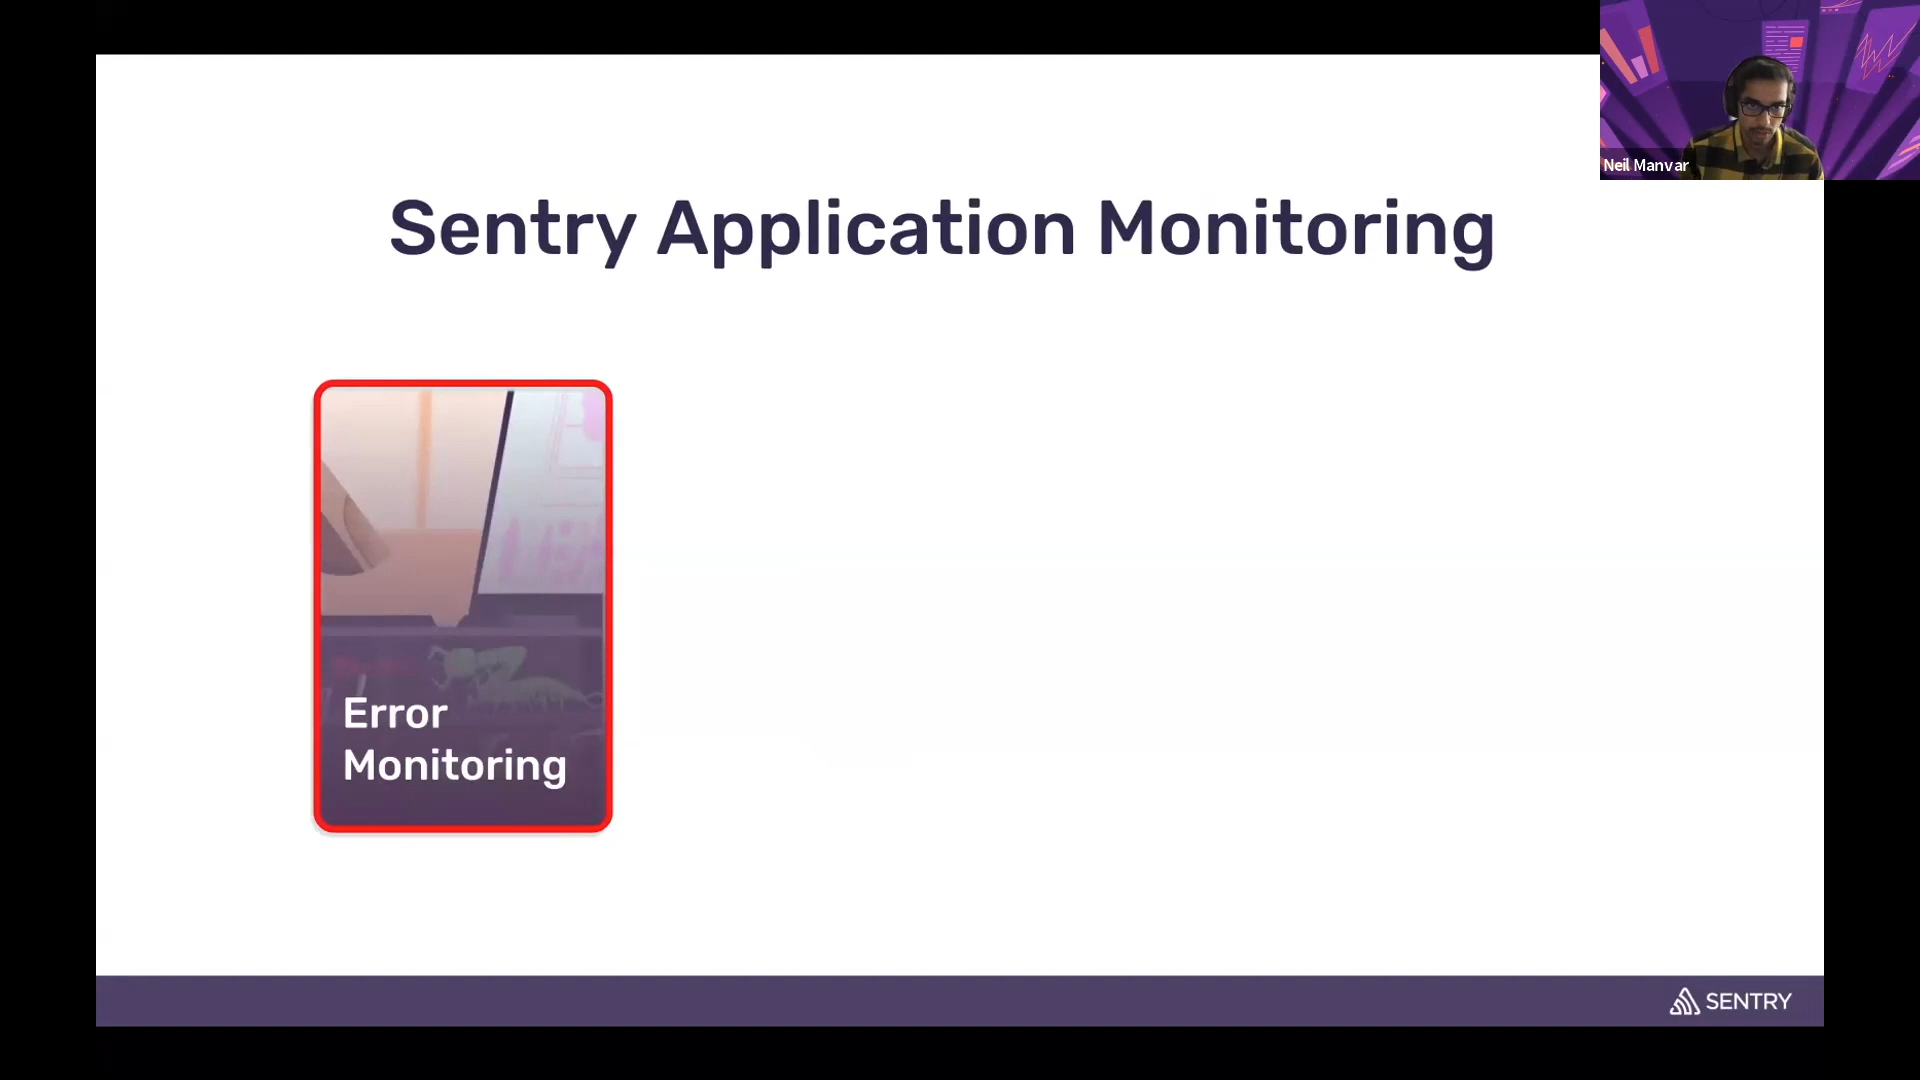 Neil Manvar
Sentry Application Monitoring
Error
Monitoring
SENTRY